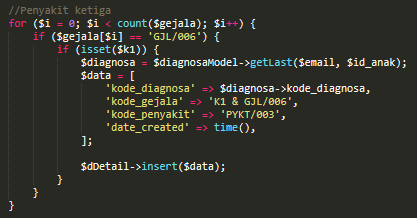 //Penyakit ketiga
for ($i = 0; $i < count($gejala); $i++) {
    if ($gejala[$i] == 'GJL/006') {
        if (isset($k1)) {
            $diagnosa = $diagnosaModel->getLast($email, $id_anak);
            $data = [
                'kode_diagnosa' => $diagnosa->kode_diagnosa,
                'kode_gejala' => 'K1 & GJL/006',
                'kode_penyakit' => 'PYKT/003',
                'date_created' => time(),
            ];

            $dDetail->insert($data);
        }
    }
}